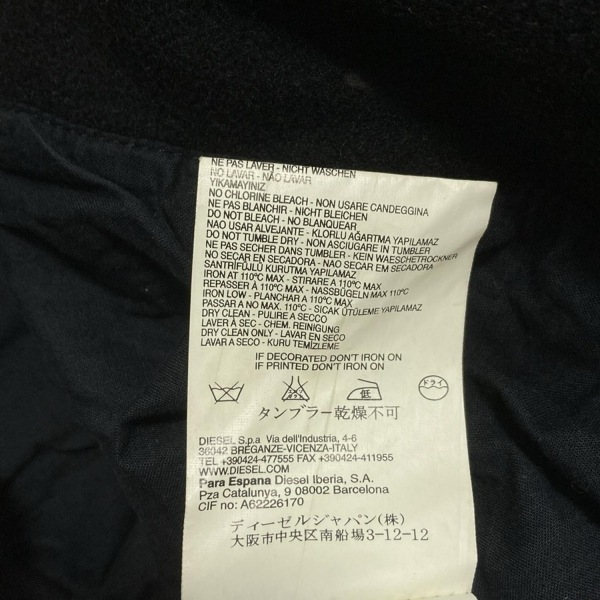 NE PAS LAVER - NICHT WASCHEN
NO LAVAR - NÃO LAVAR
YIKAMAYINIZ
NO CHLORINE BLEACH - NON USARE CANDEGGINA
NE PAS BLANCHIR - NICHT BLEICHEN
DO NOT BLEACH - NO BLANQUEAR
NAO USAR ALVEJANTE - KLORLU AĞARTMA YAPILAMAZ
DO NOT TUMBLE DRY - NON ASCIUGARE IN TUMBLER
NE PAS SECHER DANS TUMBLER - KEIN WAESCHETROCKNER
NO SECAR EN SECADORA - NAO SECAR EM SECADORA
SANTRİFÜJLÜ KURUTMA YAPILAMAZ
IRON AT 110°C MAX - STIRARE A 110°C MAX
REPASSER À 110°C MAX - NASSBÜGELN MAX 110°C
IRON LOW - PLANCHAR A 110°C MAX
PASSAR A NO MAX. 110°C - SICAK ÜTÜLEME YAPILAMAZ
DRY CLEAN - PULIRE A SECCO
LAVER À SEC - CHEM. REINIGUNG
DRY CLEAN ONLY - LAVAR EN SECO
LAVAR A SECO - KURU TEMİZLEME
IF DECORATED DON'T IRON ON
IF PRINTED DON'T IRON ON
低 ドライ
タンブラー乾燥不可
DIESEL S.p.a Via dell'Industria, 4-6
36042 BREGANZE-VICENZA-ITALY
TEL +390424-477555 FAX +390424-411955
WWW.DIESEL.COM
Para Espana Diesel Iberia, S.A.
Pza Catalunya, 9 08002 Barcelona
CIF no: A62226170
ディーゼルジャパン(株)
大阪市中央区南船場3-12-12